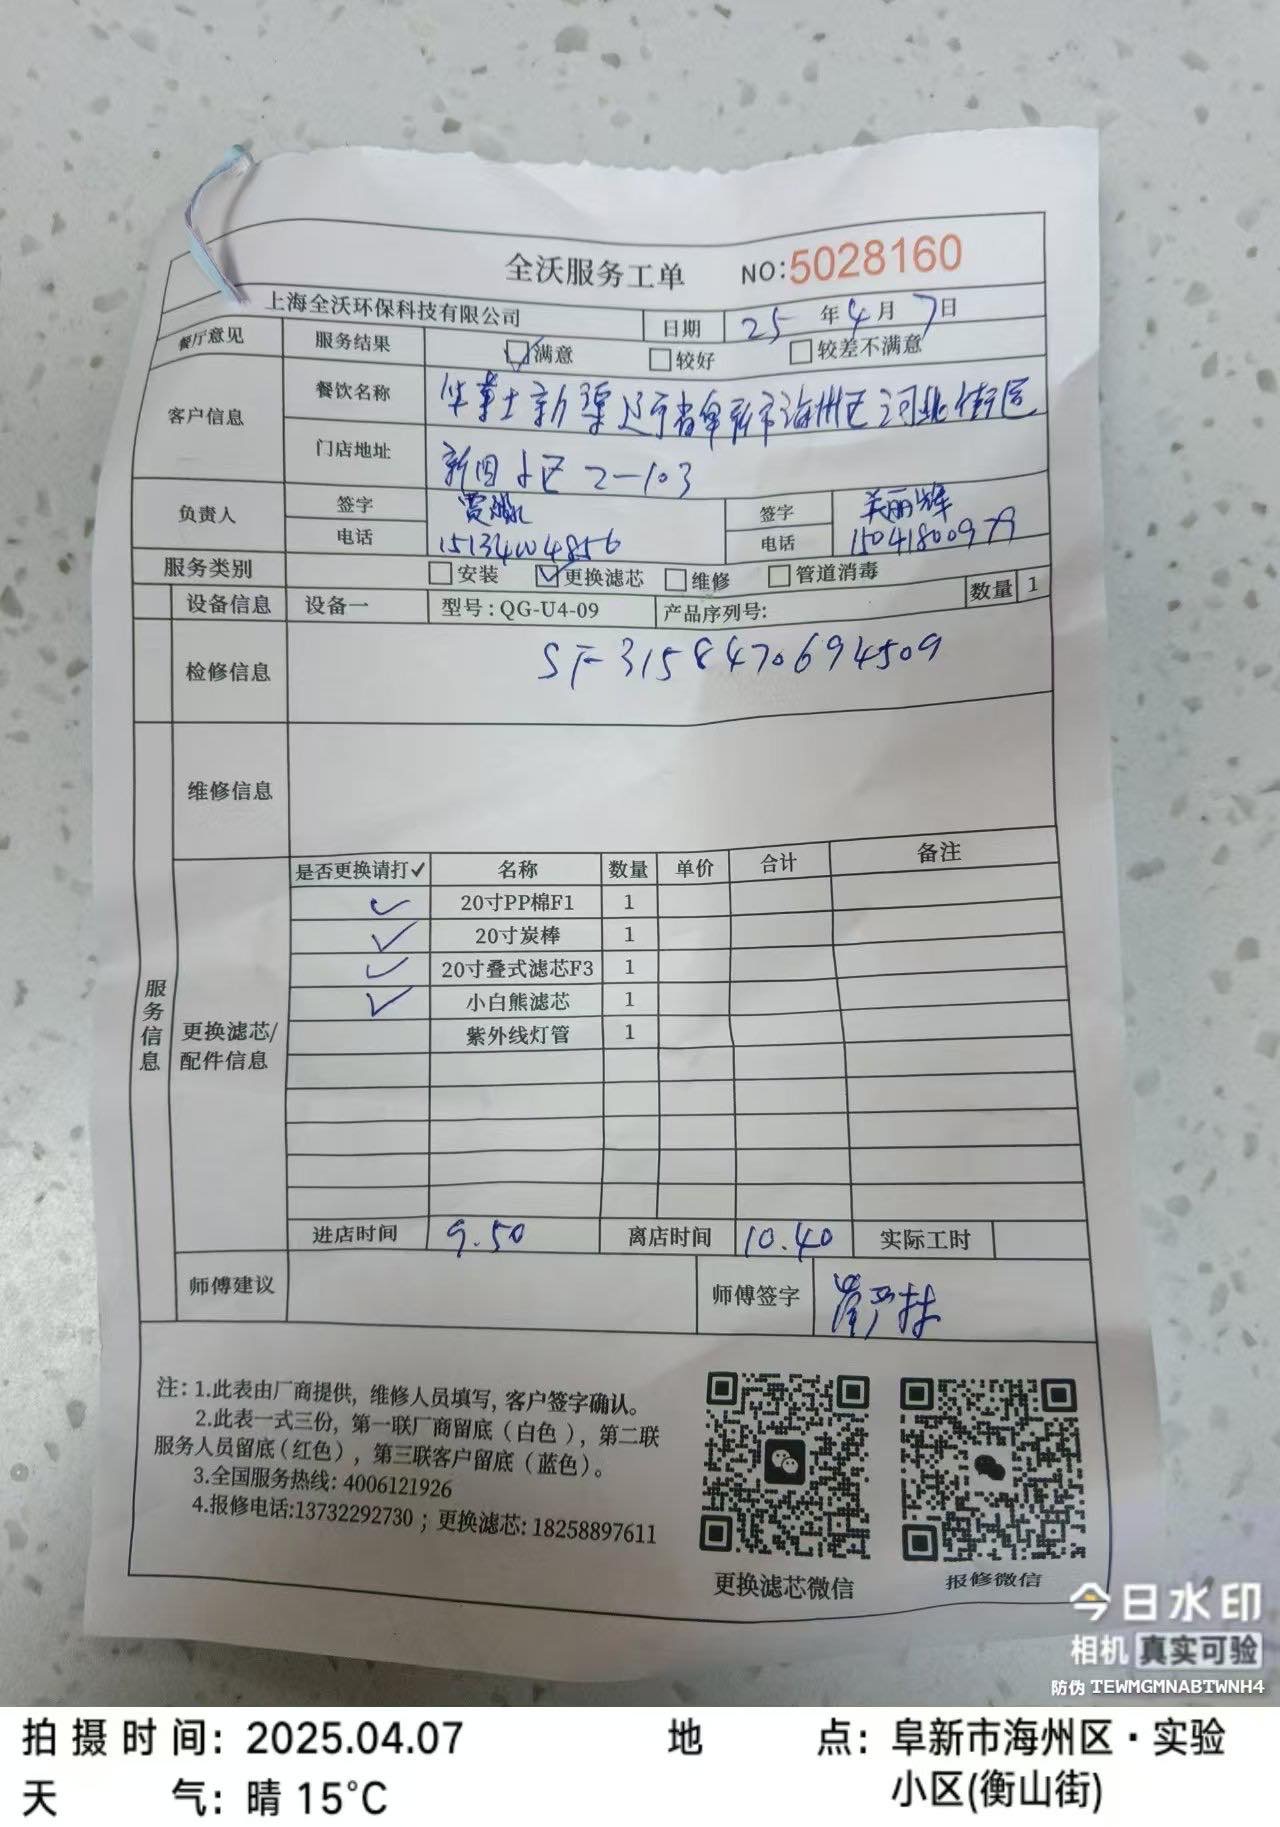 全沃服务工单 NO:5028160
上海全沃环保科技有限公司 日期 25 年 4 月 7 日
餐厅意见 服务结果 满意 较好 较差不满意
客户信息 餐饮名称 华莱士新 辽宁省阜新市海州区河北街道
门店地址 新园小区 2-103
负责人 签字 贾 签字 关丽辉
电话 15134104856 电话 15041800979
服务类别 安装 更换滤芯 维修 管道消毒
设备信息 设备一 型号:QG-U4-09 产品序列号: 数量 1
检修信息 SF3158470694509
维修信息
服务信息
更换滤芯/配件信息
是否更换请打✓ 名称 数量 单价 合计 备注
✓ 20寸PP棉F1 1
✓ 20寸炭棒 1
✓ 20寸叠式滤芯F3 1
✓ 小白熊滤芯 1
紫外线灯管 1
进店时间 9.50 离店时间 10.40 实际工时
师傅建议 师傅签字
注: 1.此表由厂商提供, 维修人员填写, 客户签字确认。
2.此表一式三份, 第一联厂商留底(白色), 第二联
服务人员留底(红色), 第三联客户留底(蓝色)。
3.全国服务热线: 4006121926
4.报修电话:13732292730; 更换滤芯: 18258897611
更换滤芯微信 报修微信
今日水印
相机 真实可验
防伪 TEWMGMNABTWNH4
拍摄时间: 2025.04.07 地点: 阜新市海州区·实验
天气: 晴 15℃ 小区(衡山街)